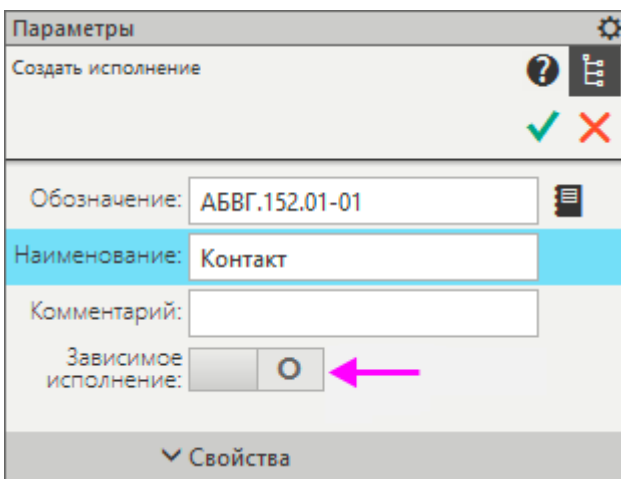 Параметры
Создать исполнение
Обозначение: АБВГ.152.01-01
Наименование: Контакт
Комментарий:
Зависимое
исполнение:
Свойства